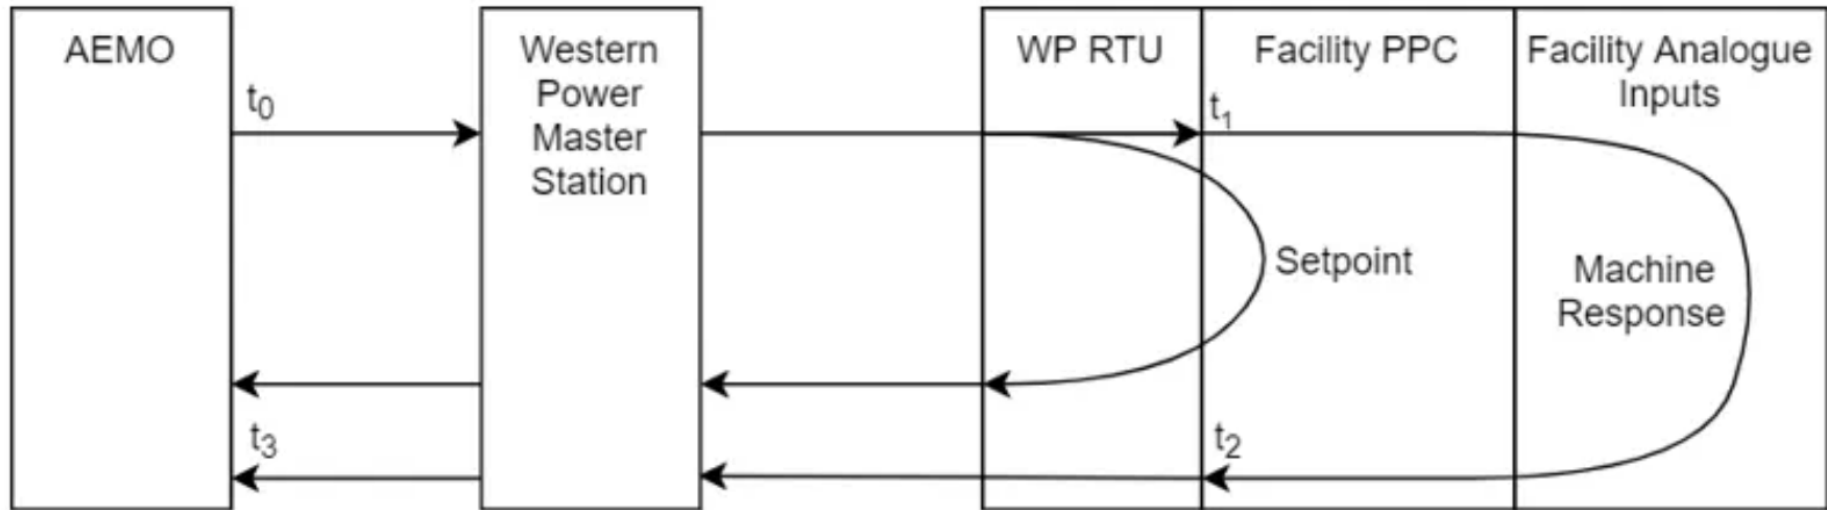 AEMO
Western
Power
Master
Station
WP RTU
Facility PPC
Facility Analogue
Inputs
t0
t1
Setpoint
Machine
Response
t3
t2